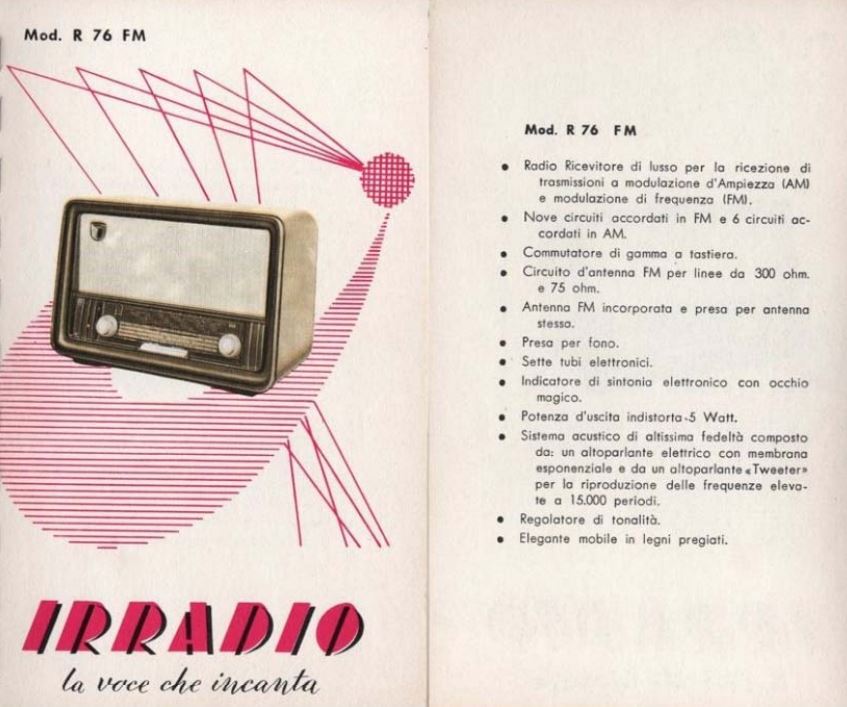 Mod. R 76 FM
IRRADIO
la voce che incanta
Mod. R 76 FM
• Radio Ricevitore di lusso per la ricezione di
trasmissioni a modulazione d'Ampiezza (AM)
e modulazione di frequenza (FM).
• Nove circuiti accordati in FM e 6 circuiti ac-
cordati in AM.
• Commutatore di gamma a tastiera.
• Circuito d'antenna FM per linee da 300 ohm.
e 75 ohm.
• Antenna FM incorporata e presa per antenna
stessa.
• Presa per fono.
• Sette tubi elettronici.
• Indicatore di sintonia elettronico con occhio
magico.
• Potenza d'uscita indistorta 5 Watt.
• Sistema acustico di altissima fedeltà composto
da: un altoparlante elettrico con membrana
esponenziale e da un altoparlante «Tweeter»
per la riproduzione delle frequenze eleva-
te a 15.000 periodi.
• Regolatore di tonalità.
• Elegante mobile in legni pregiati.